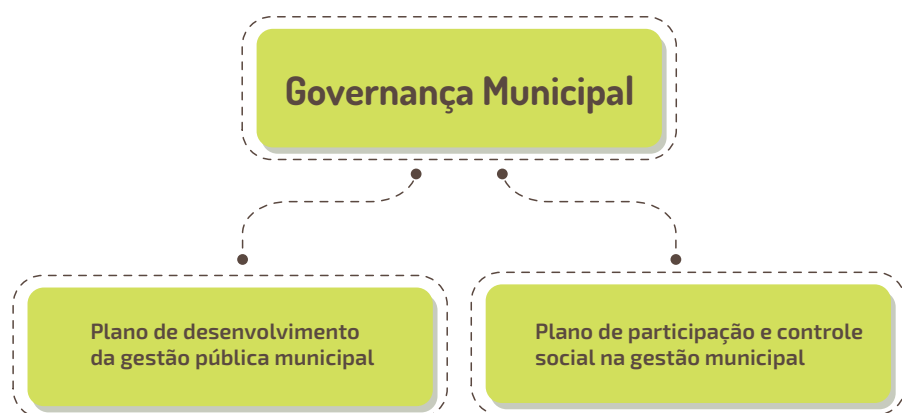 Governança Municipal
Plano de desenvolvimento
da gestão pública municipal
Plano de participação e controle
social na gestão municipal